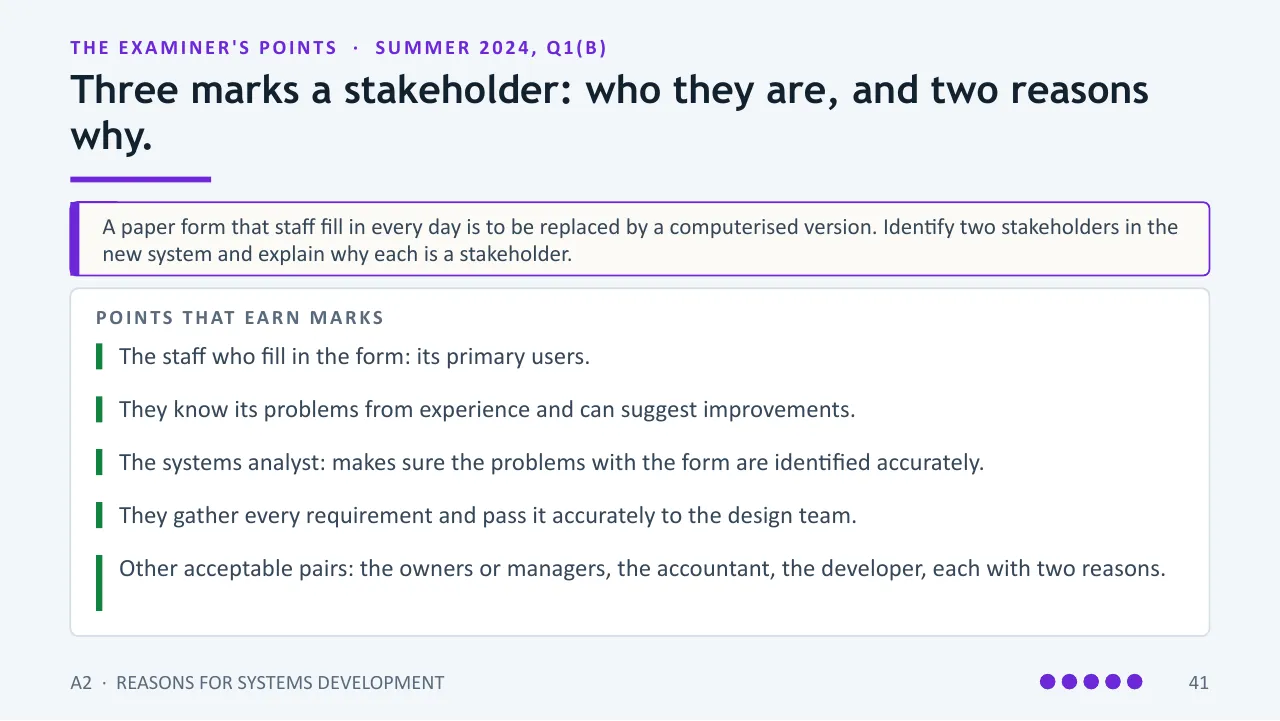 THE EXAMINER'S POINTS · SUMMER 2024, Q1(B)
Three marks a stakeholder: who they are, and two reasons
why.
A paper form that staff fill in every day is to be replaced by a computerised version. Identify two stakeholders in the
new system and explain why each is a stakeholder.
POINTS THAT EARN MARKS
The staff who fill in the form: its primary users.
They know its problems from experience and can suggest improvements.
The systems analyst: makes sure the problems with the form are identified accurately.
They gather every requirement and pass it accurately to the design team.
Other acceptable pairs: the owners or managers, the accountant, the developer, each with two reasons.
A2 · REASONS FOR SYSTEMS DEVELOPMENT
41